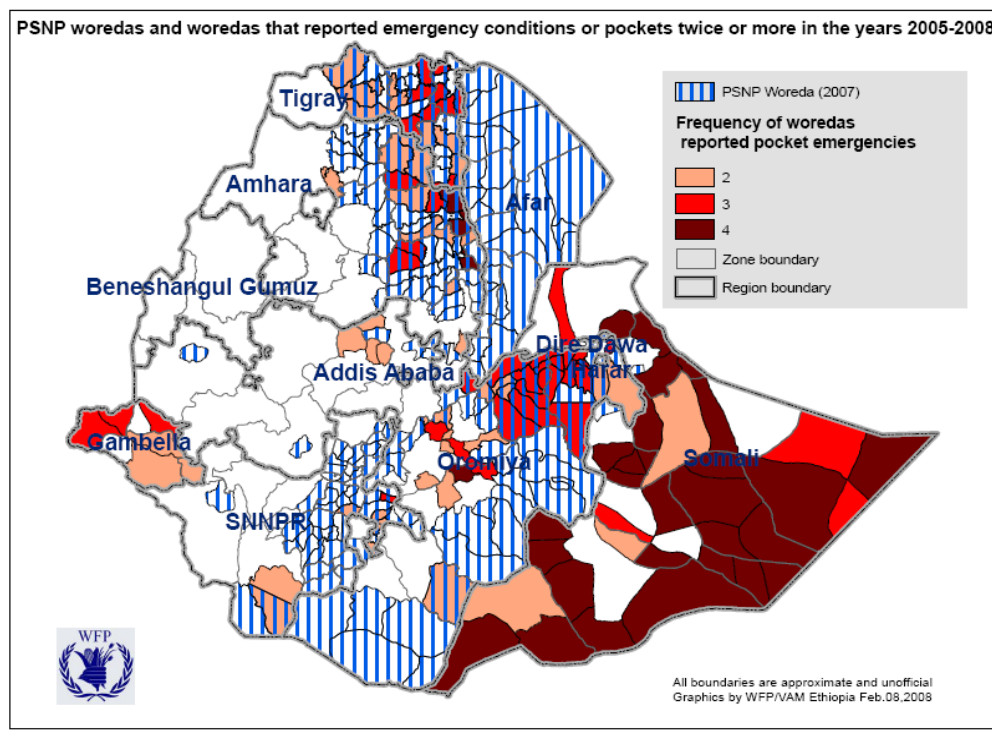 PSNP woredas and woredas that reported emergency conditions or pockets twice or more in the years 2005-2008
PSNP Woreda (2007)
Frequency of woredas
reported pocket emergencies
2
3
4
Zone boundary
Region boundary
Tigray
Amhara
Afar
Beneshangul Gumuz
Dire Dawa
Harar
Addis Ababa
Gambella
Oromiya
Somali
SNNPR
WFP
All boundaries are approximate and unofficial
Graphics by WFP/VAM Ethiopia Feb.08,2008